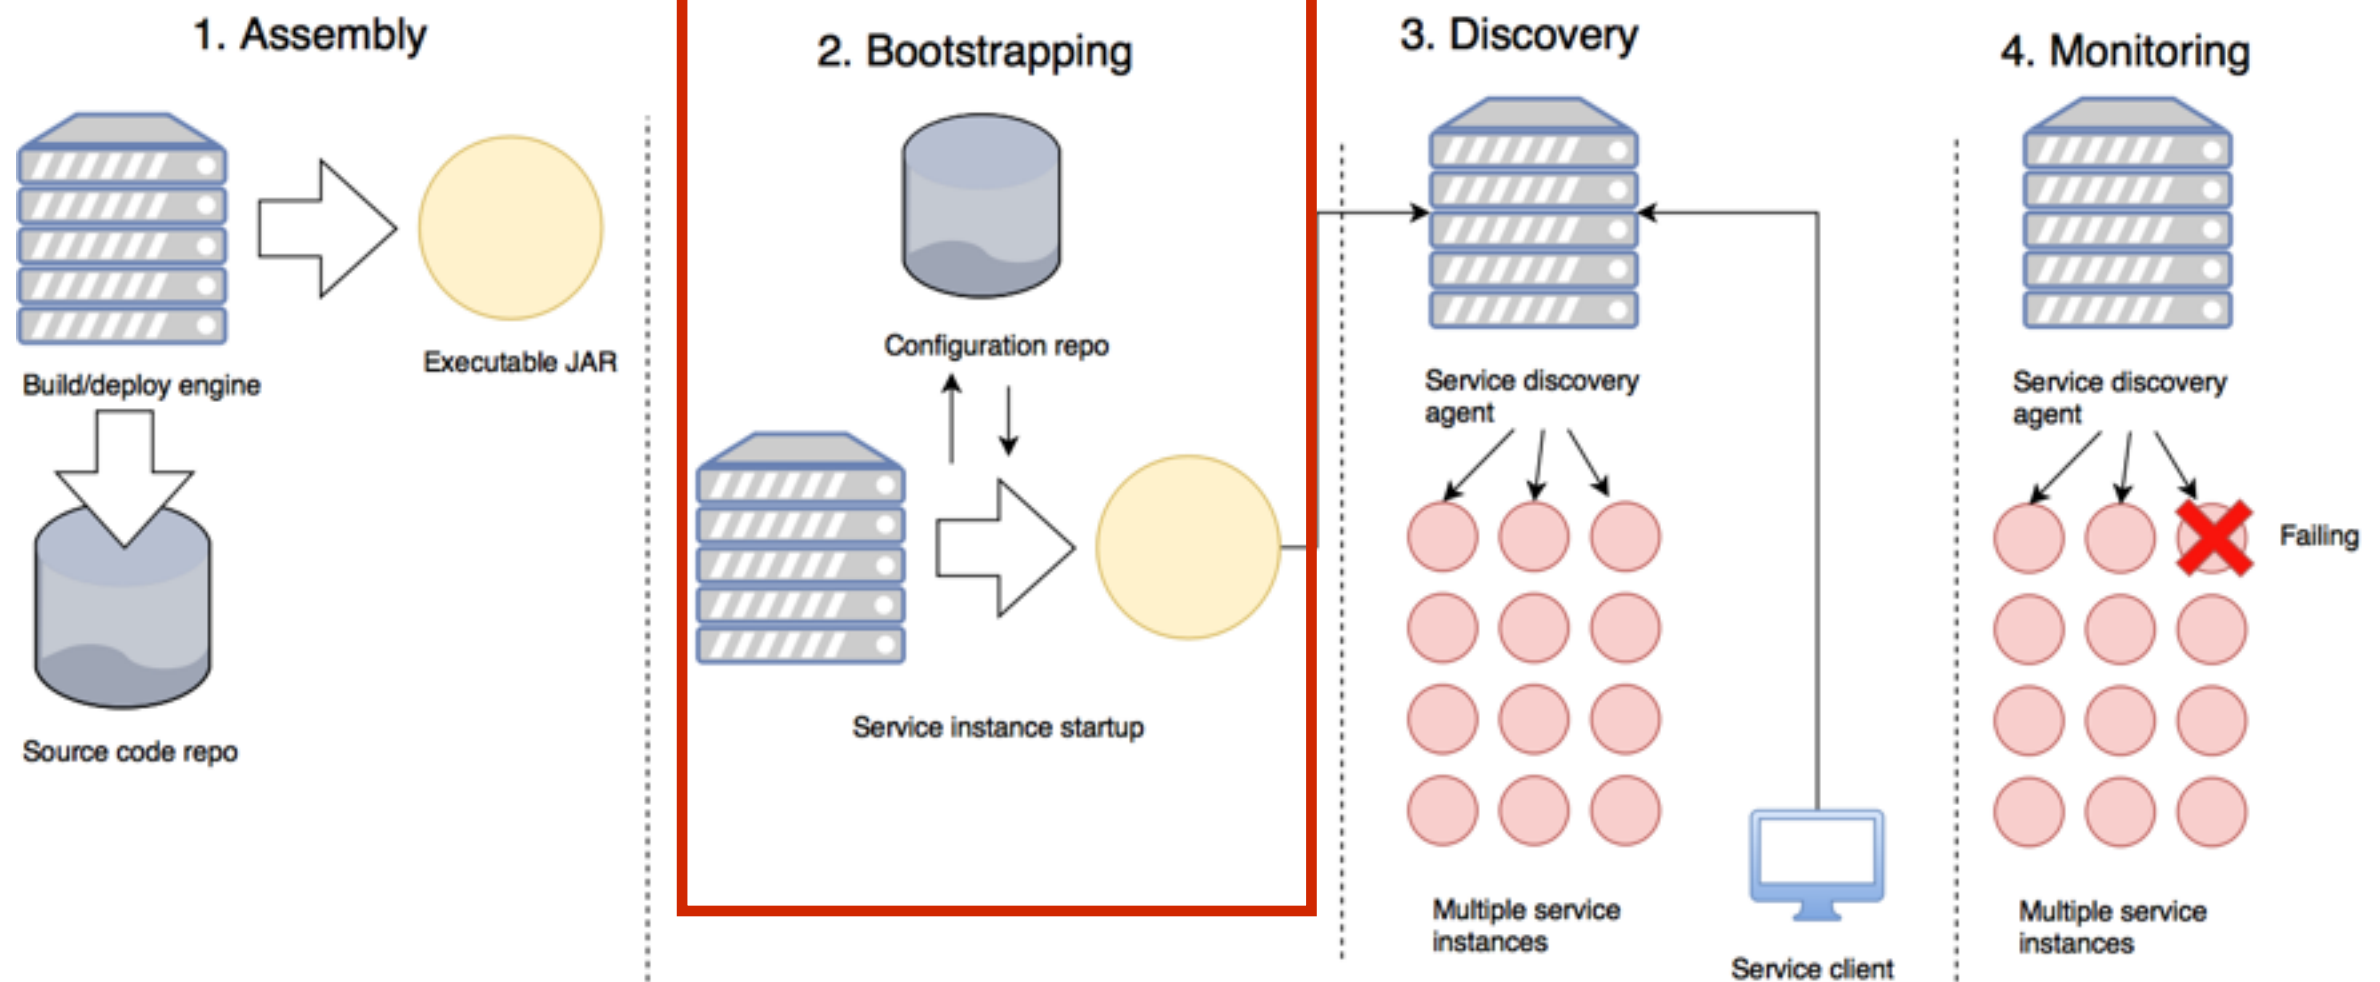 1. Assembly
Build/deploy engine
Executable JAR
Source code repo
2. Bootstrapping
Configuration repo
Service instance startup
3. Discovery
Service discovery
agent
Multiple service
instances
Service client
4. Monitoring
Service discovery
agent
Failing
Multiple service
instances